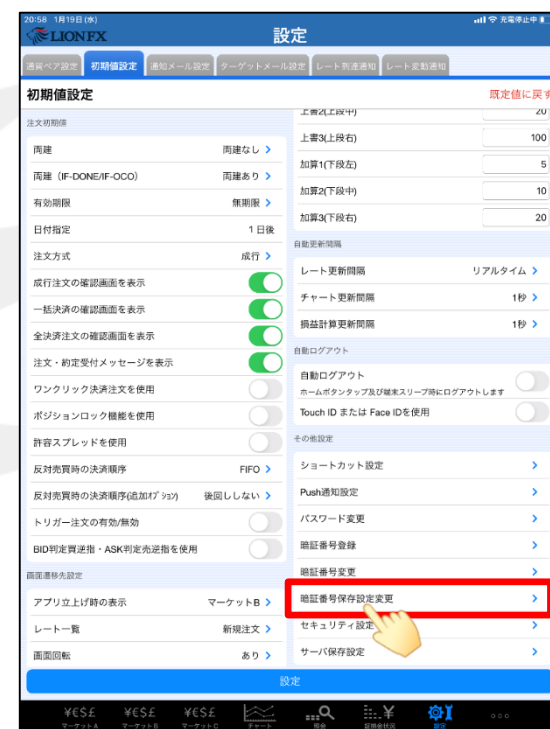 20:58 1月19日(水)
充電停止中
LION FX
設定
通貨ペア設定 初期値設定 通知メール設定 ターゲットメール設定 レート到達通知 レート変動通知
初期値設定
既定値に戻す
注文初期値
両建 両建なし
両建（IF-DONE/IF-OCO） 両建あり
有効期限 無期限
日付指定 1日後
注文方式 成行
成行注文の確認画面を表示
一括決済の確認画面を表示
全決済注文の確認画面を表示
注文・約定受付メッセージを表示
ワンクリック決済注文を使用
ポジションロック機能を使用
許容スプレッドを使用
反対売買時の決済順序 FIFO
反対売買時の決済順序(追加ｵﾌﾟｼｮﾝ) 後回ししない
トリガー注文の有効/無効
BID判定買逆指・ASK判定売逆指を使用
画面遷移先設定
アプリ立上げ時の表示 マーケットB
レート一覧 新規注文
画面回転 あり
上書2(上段中) 20
上書3(上段右) 100
加算1(下段左) 5
加算2(下段中) 10
加算3(下段右) 20
自動更新間隔
レート更新間隔 リアルタイム
チャート更新間隔 1秒
損益計算更新間隔 1秒
自動ログアウト
自動ログアウト
ホームボタンタップ及び端末スリープ時にログアウトします
Touch ID または Face IDを使用
その他設定
ショートカット設定
Push通知設定
パスワード変更
暗証番号登録
暗証番号変更
暗証番号保存設定変更
セキュリティ設定
サーバ保存設定
設定
¥€$£ ¥€$£ ¥€$£
マーケットA マーケットB マーケットC チャート 照会 証拠金状況 設定